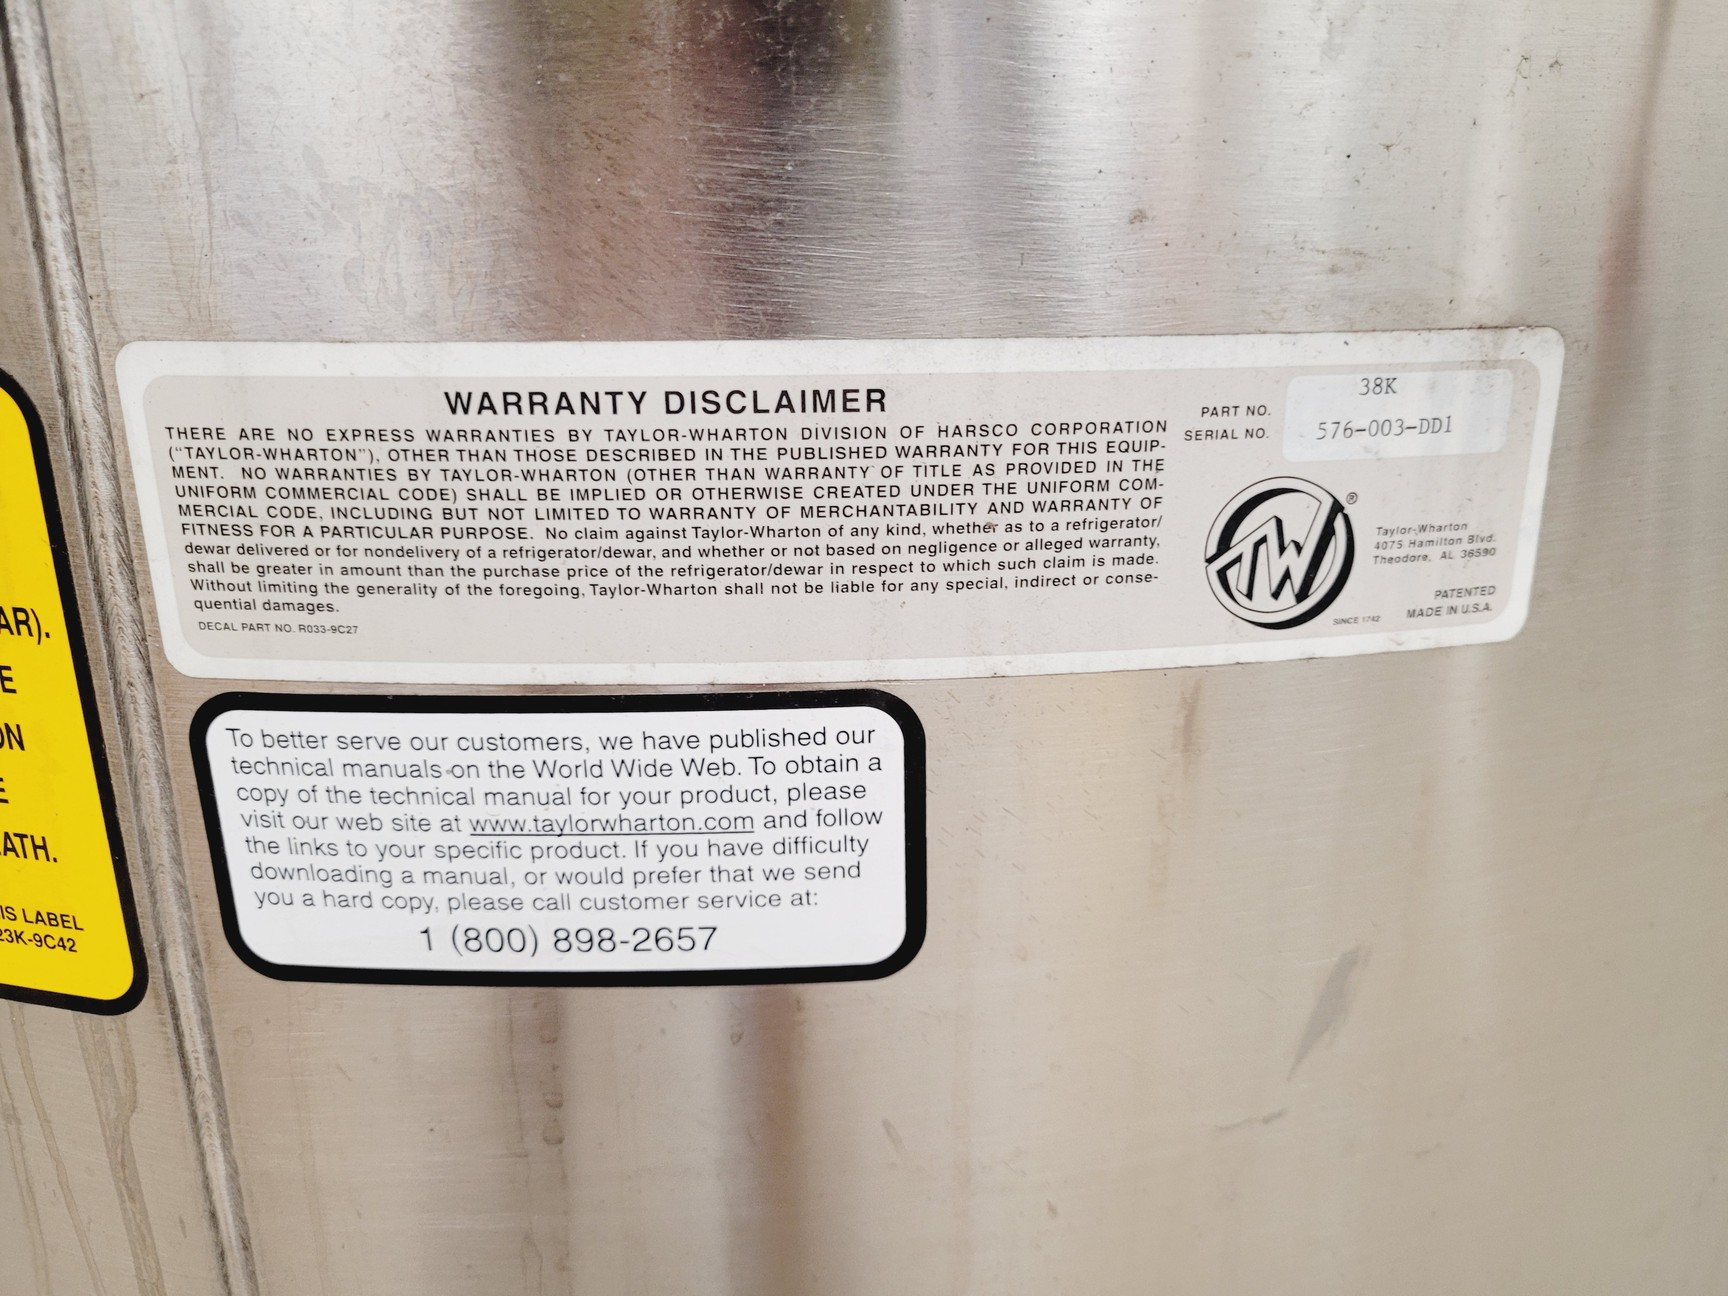 WARRANTY DISCLAIMER
THERE ARE NO EXPRESS WARRANTIES BY TAYLOR-WHARTON DIVISION OF HARSCO CORPORATION
("TAYLOR-WHARTON"), OTHER THAN THOSE DESCRIBED IN THE PUBLISHED WARRANTY FOR THIS EQUIP-
MENT. NO WARRANTIES BY TAYLOR-WHARTON (OTHER THAN WARRANTY OF TITLE AS PROVIDED IN THE
UNIFORM COMMERCIAL CODE) SHALL BE IMPLIED OR OTHERWISE CREATED UNDER THE UNIFORM COM-
MERCIAL CODE, INCLUDING BUT NOT LIMITED TO WARRANTY OF MERCHANTABILITY AND WARRANTY OF
FITNESS FOR A PARTICULAR PURPOSE. No claim against Taylor-Wharton of any kind, whether as to a refrigerator/
dewar delivered or for nondelivery of a refrigerator/dewar, and whether or not based on negligence or alleged warranty,
shall be greater in amount than the purchase price of the refrigerator/dewar in respect to which such claim is made.
Without limiting the generality of the foregoing, Taylor-Wharton shall not be liable for any special, indirect or conse-
quential damages.
DECAL PART NO. R033-9C27
38K
PART NO.
SERIAL NO. 576-003-DD1
TW
®
SINCE 1742
Taylor-Wharton
4075 Hamilton Blvd.
Theodore, AL 36590
PATENTED
MADE IN U.S.A.
To better serve our customers, we have published our
technical manuals on the World Wide Web. To obtain a
copy of the technical manual for your product, please
visit our web site at www.taylorwharton.com and follow
the links to your specific product. If you have difficulty
downloading a manual, or would prefer that we send
you a hard copy, please call customer service at:
1 (800) 898-2657
AR).
E
ON
E
ATH.
IS LABEL
23K-9C42